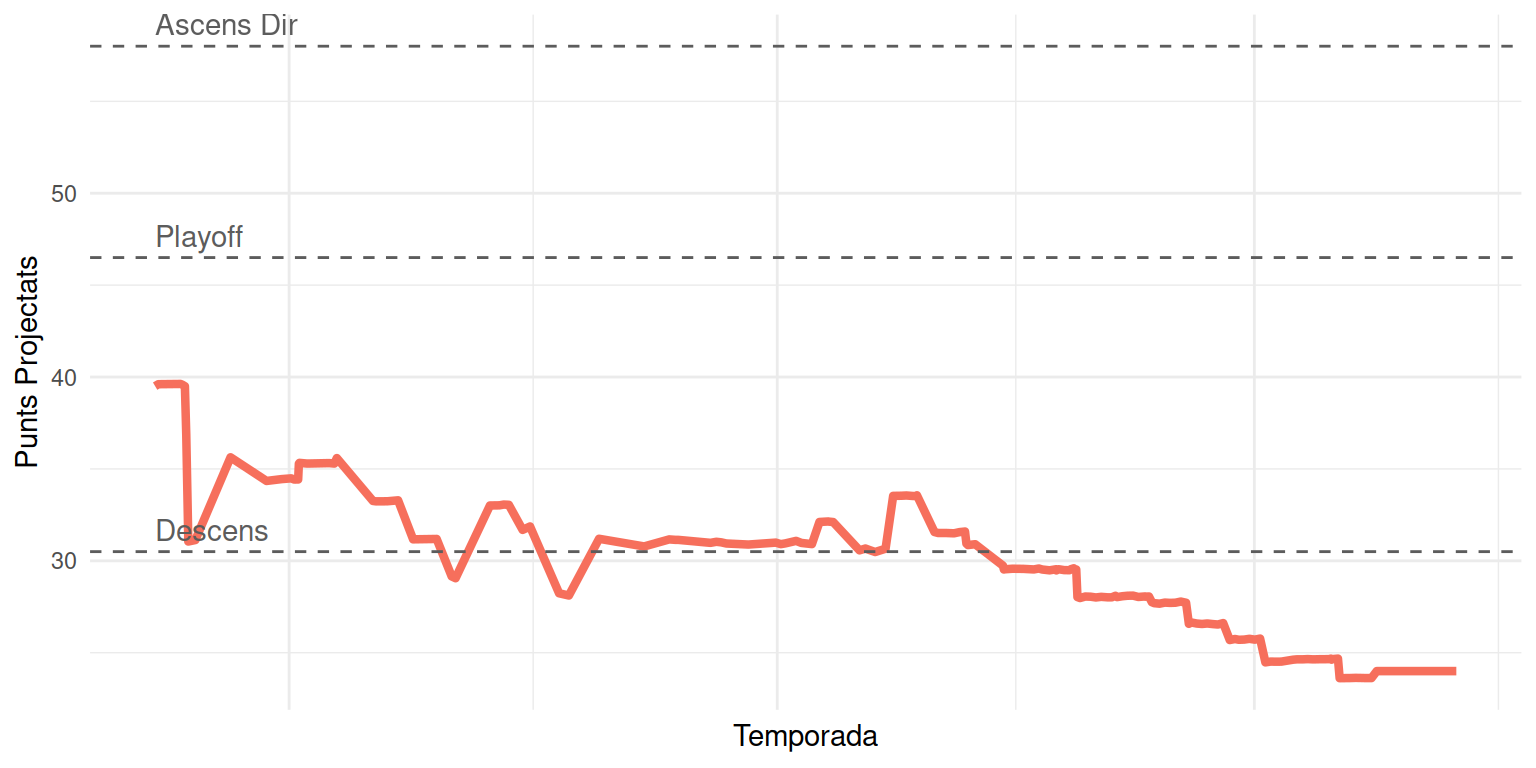 Ascens Dir
50
Playoff
Punts Projectats
40
Descens
30
Temporada